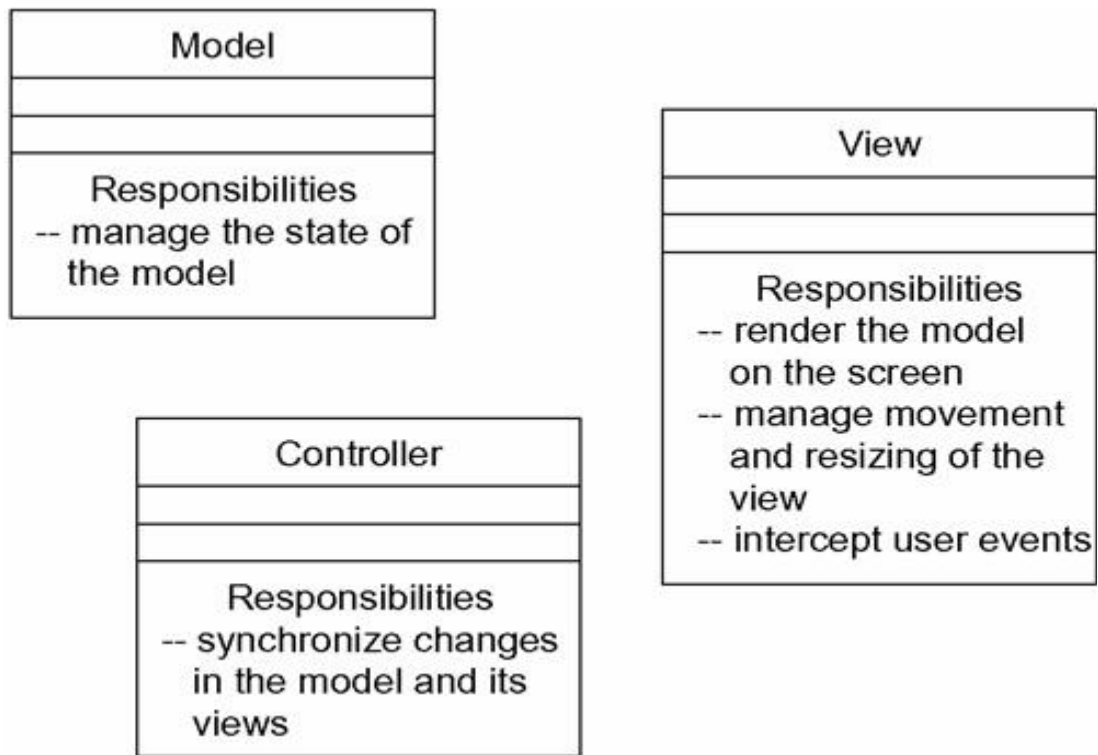 Model
Responsibilities
-- manage the state of
the model
View
Responsibilities
-- render the model
on the screen
-- manage movement
and resizing of the
view
-- intercept user events
Controller
Responsibilities
-- synchronize changes
in the model and its
views